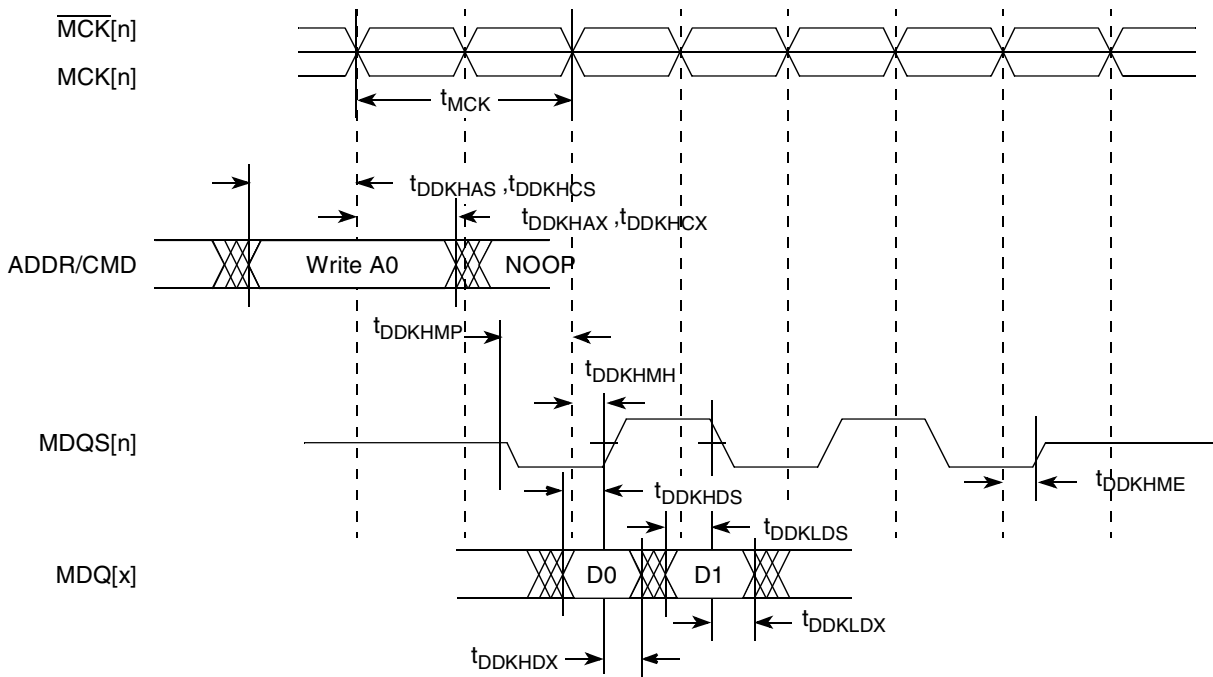 MCK[n]
MCK[n]
tMCK
tDDKHAS ,tDDKHCS
tDDKHAX ,tDDKHCX
ADDR/CMD Write A0 NOOP
tDDKHMP
tDDKHMH
MDQS[n]
tDDKHME
tDDKHDS
tDDKLDS
MDQ[x] D0 D1
tDDKLDX
tDDKHDX